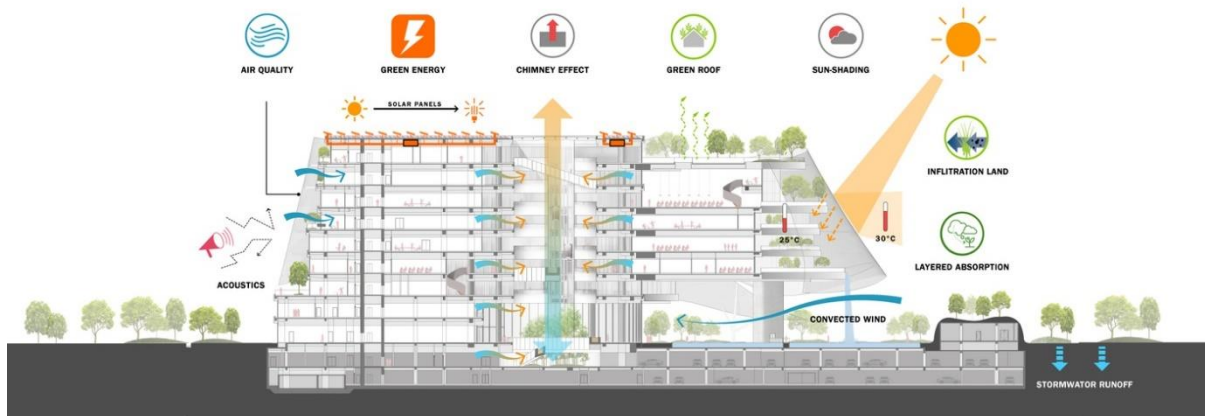 AIR QUALITY
GREEN ENERGY
CHIMNEY EFFECT
GREEN ROOF
SUN-SHADING
SOLAR PANELS
INFLITRATION LAND
25°C
30°C
LAYERED ABSORPTION
ACOUSTICS
CONVECTED WIND
STORMWATOR RUNOFF